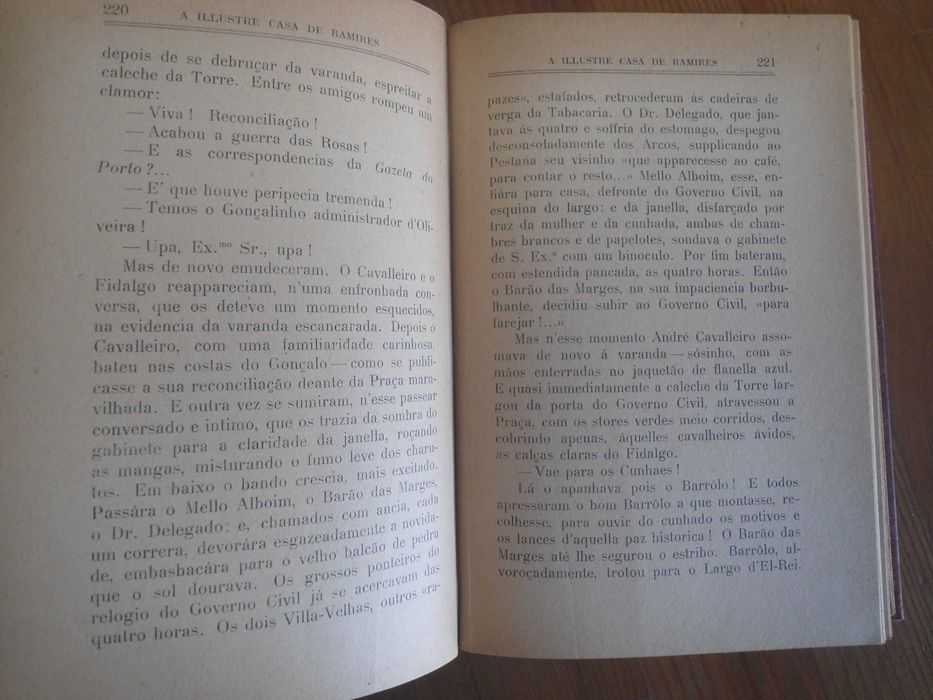 220
A ILLUSTRE CASA DE RAMIRES
depois de se debruçar da varanda, espreitar a
caleche da Torre. Entre os amigos rompeu um
clamor:
— Viva! Reconciliação!
— Acabou a guerra das Rosas!
— E as correspondencias da Gazeta do
Porto?...
— E' que houve peripecia tremenda!
— Temos o Gonçalinho administrador d'Oli-
veira!
— Upa, Ex.mo Sr., upa!
Mas de novo emudeceram. O Cavalleiro e o
Fidalgo reappareciam, n'uma enfronhada con-
versa, que os deteve um momento esquecidos,
na evidencia da varanda escancarada. Depois o
Cavalleiro, com uma familiaridade carinhosa,
bateu nas costas do Gonçalo — como se publi-
casse a sua reconciliação deante da Praça mara-
vilhada. E outra vez se sumiram, n'esse passear
conversado e intimo, que os trazia da sombra do
gabinete para a claridade da janella, roçando
as mangas, misturando o fumo leve dos charu-
tos. Em baixo o bando crescia, mais excitado.
Passára o Mello Alboim, o Barão das Marges,
o Dr. Delegado; e, chamados com ancia, cada
um correra, devorára esgazeadamente a novida-
de, embasbacára para o velho balcão de pedra
que o sol dourava. Os grossos ponteiros do
relogio do Governo Civil já se acercavam das
quatro horas. Os dois Villa-Velhas, outros «ra-
A ILLUSTRE CASA DE RAMIRES
221
pazes», estafados, retrocederam ás cadeiras de
verga da Tabacaria. O Dr. Delegado, que jan-
tava ás quatro e soffria do estomago, despegou
desconsoladamente dos Arcos, supplicando ao
Pestana seu visinho «que apparecesse ao café,
para contar o resto...» Mello Alboim, esse, en-
fiára para casa, defronte do Governo Civil, na
esquina do largo: e da janella, disfarçado por
traz da mulher e da cunhada, ambas de cham-
bres brancos e de papelotes, sondava o gabinete
de S. Ex.ª com um binoculo. Por fim bateram,
com estendida pancada, as quatro horas. Então
o Barão das Marges, na sua impaciencia borbu-
lhante, decidiu subir ao Governo Civil, «para
farejar!...»
Mas n'esse momento André Cavalleiro asso-
mava de novo á varanda — sósinho, com as
mãos enterradas no jaquetão de flanella azul.
E quasi immediatamente a caleche da Torre lar-
gou da porta do Governo Civil, atravessou a
Praça, com os stores verdes meio corridos, des-
cobrindo apenas, áquelles cavalheiros ávidos,
as calças claras do Fidalgo.
— Vae para os Cunhaes!
Lá o apanhava pois o Barrôlo! E todos
apressaram o bom Barrôlo a que montasse, re-
colhesse, para ouvir do cunhado os motivos e
os lances d'aquella paz historica! O Barão das
Marges até lhe segurou o estribo. Barrôlo, al-
voroçadamente, trotou para o Largo d'El-Rei.